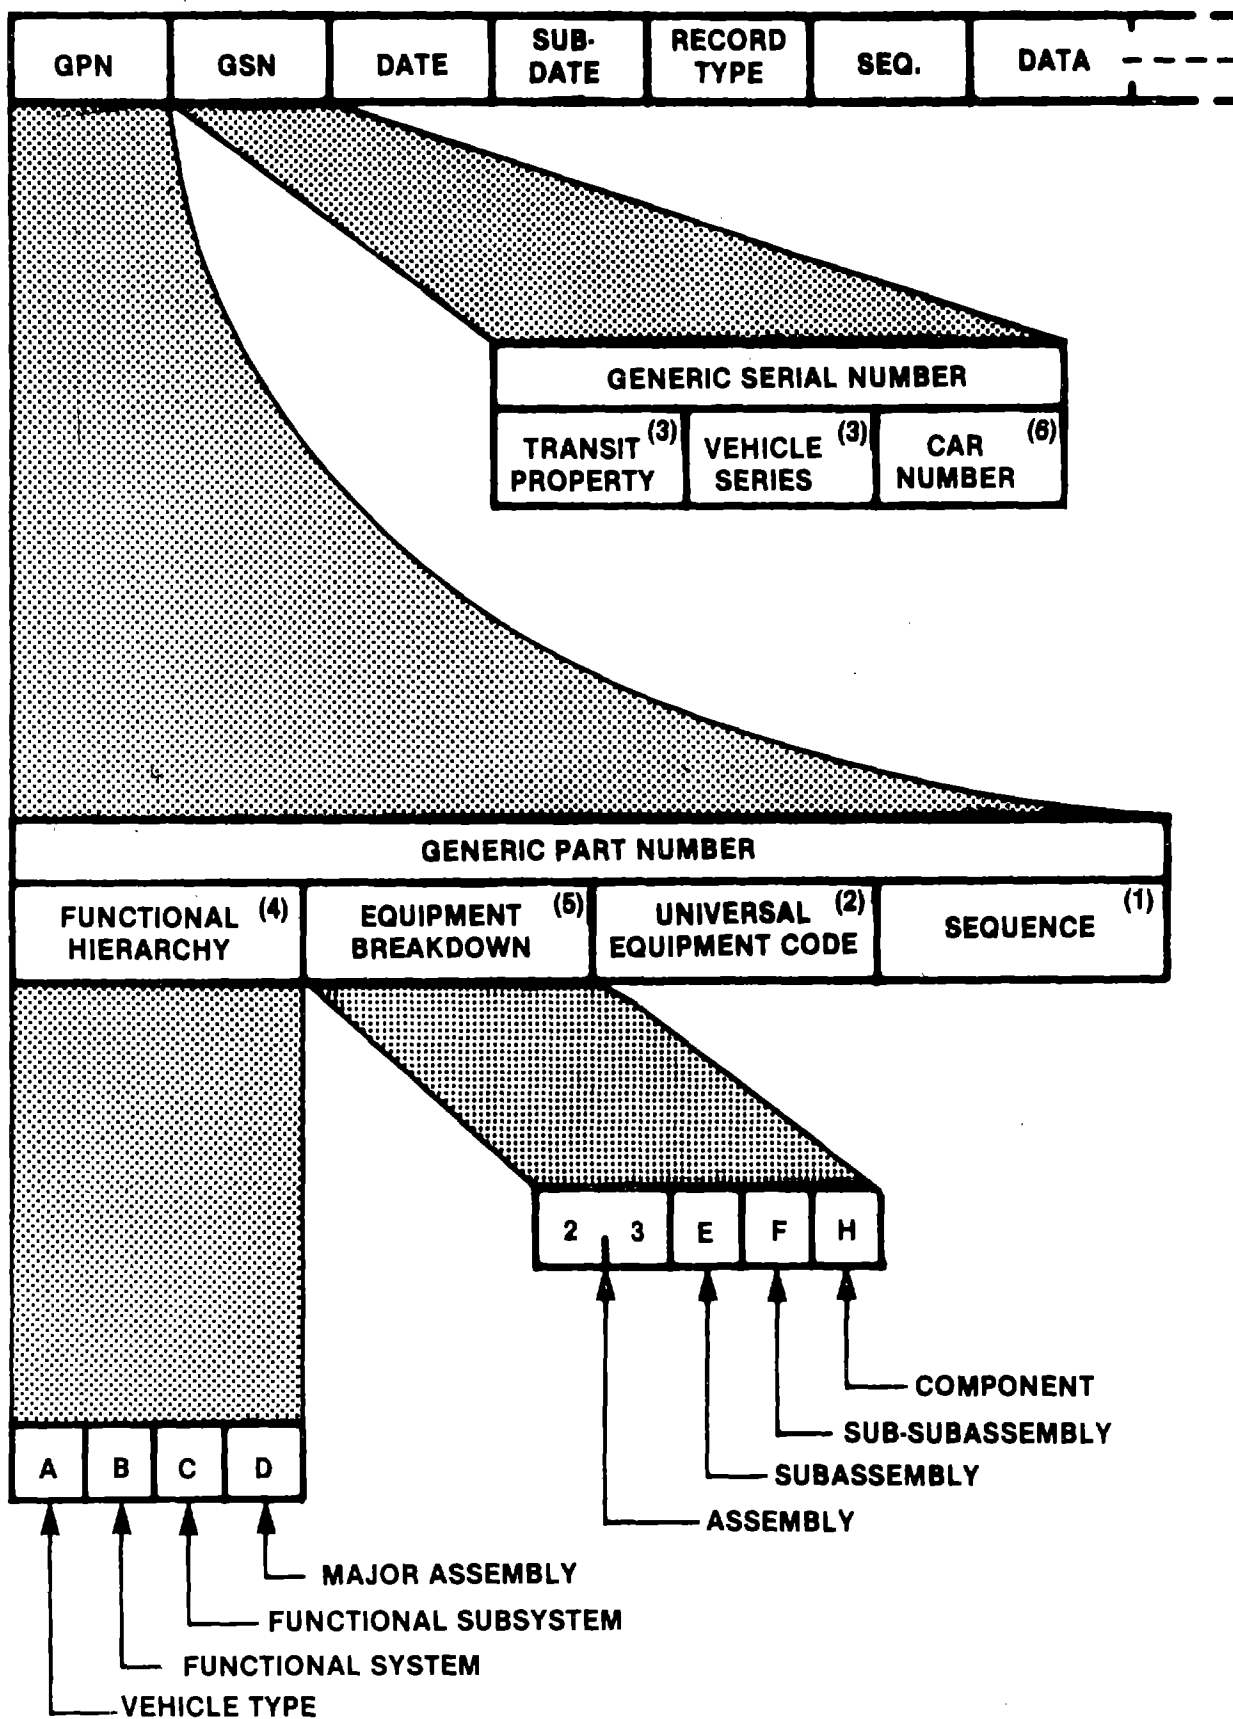 GPN GSN DATE SUB-DATE RECORD TYPE SEQ. DATA
GENERIC SERIAL NUMBER
TRANSIT PROPERTY (3) VEHICLE SERIES (3) CAR NUMBER (6)
GENERIC PART NUMBER
FUNCTIONAL HIERARCHY (4) EQUIPMENT BREAKDOWN (5) UNIVERSAL EQUIPMENT CODE (2) SEQUENCE (1)
2 3 E F H
COMPONENT
SUB-SUBASSEMBLY
SUBASSEMBLY
ASSEMBLY
A B C D
MAJOR ASSEMBLY
FUNCTIONAL SUBSYSTEM
FUNCTIONAL SYSTEM
VEHICLE TYPE